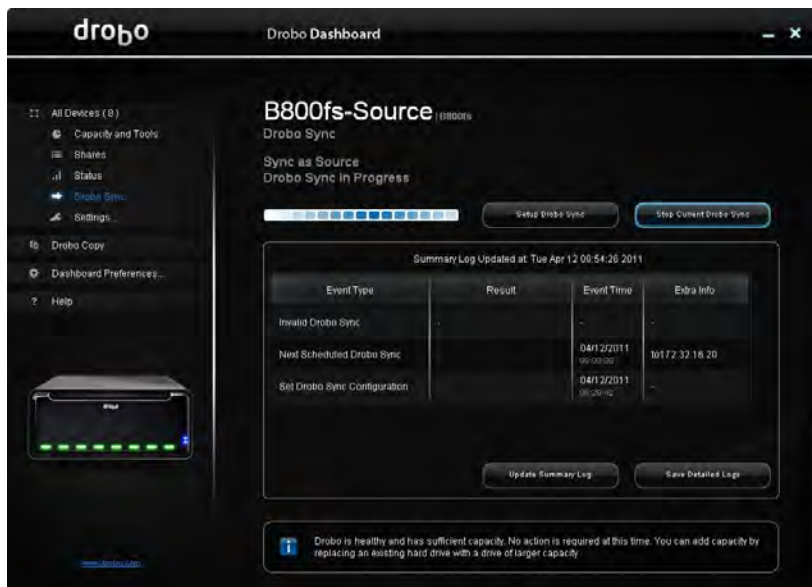 drobo
Drobo Dashboard
All Devices (8)
Capacity and Tools
Shares
Status
Drobo Sync
Settings...
Drobo Copy
Dashboard Preferences...
? Help
www.drobo.com
B800fs-Source | B800fs
Drobo Sync
Sync as Source
Drobo Sync in Progress
Setup Drobo Sync
Stop Current Drobo Sync
Summary Log Updated at: Tue Apr 12 00:54:26 2011
Event Type Result Event Time Extra Info
Invalid Drobo Sync - - -
Next Scheduled Drobo Sync 04/12/2011 to172.32.16.20
Set Drobo Sync Configuration 04/12/2011 -
Update Summary Log
Save Detailed Logs
Drobo is healthy and has sufficient capacity. No action is required at this time. You can add capacity by
replacing an existing hard drive with a drive of larger capacity